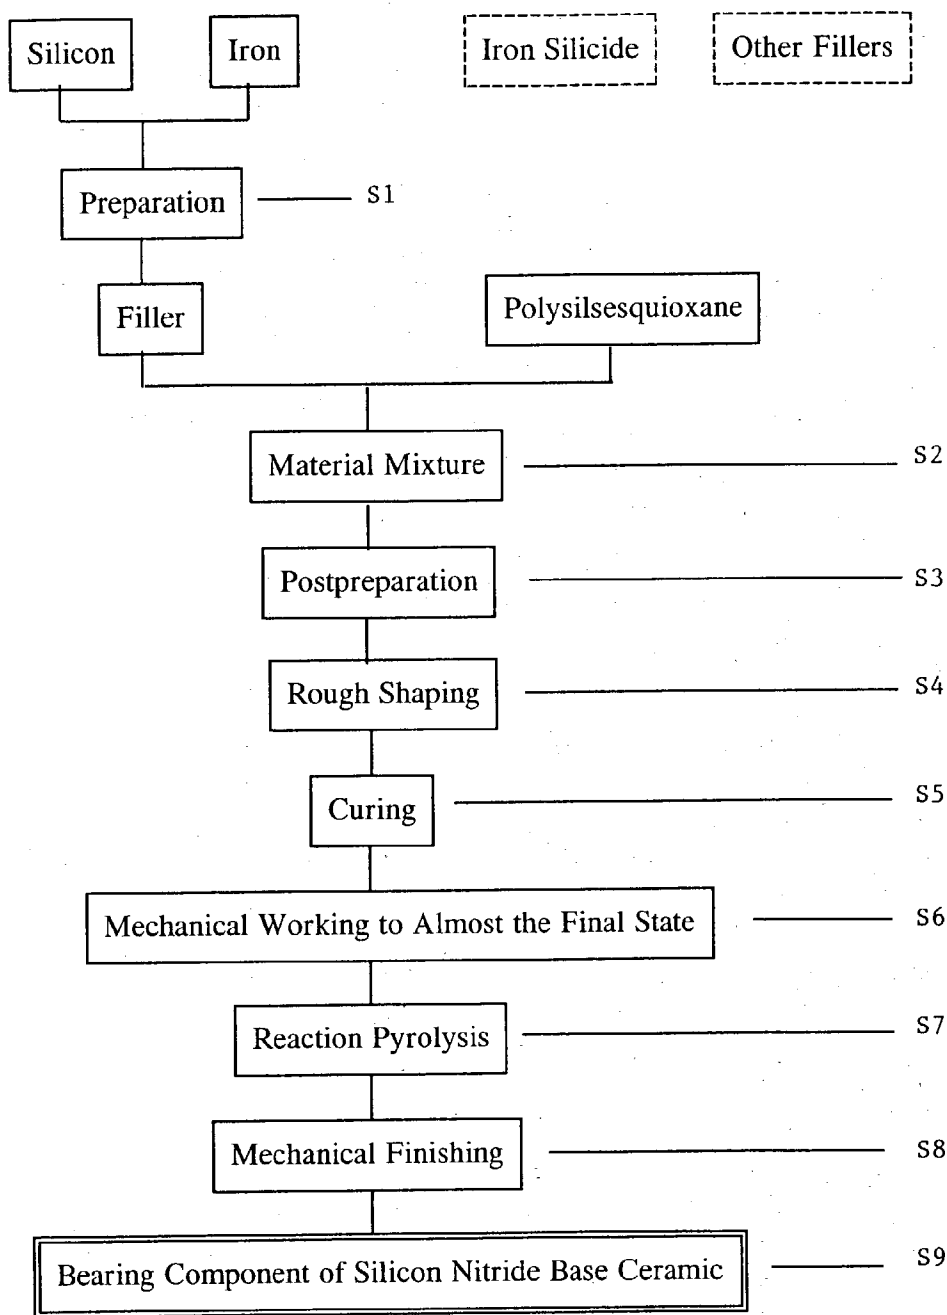 Silicon
Iron
Iron Silicide
Other Fillers
Preparation
S1
Filler
Polysilsesquioxane
Material Mixture
S2
Postpreparation
S3
Rough Shaping
S4
Curing
S5
Mechanical Working to Almost the Final State
S6
Reaction Pyrolysis
S7
Mechanical Finishing
S8
Bearing Component of Silicon Nitride Base Ceramic
S9